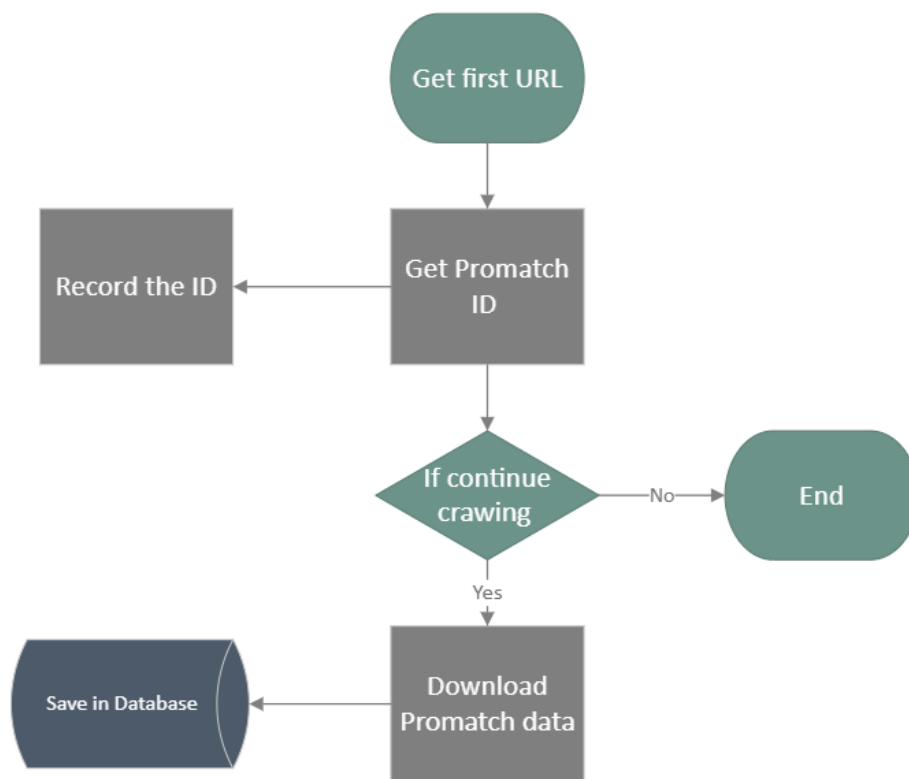 Get first URL
Record the ID
Get Promatch
ID
If continue
crawing
No
End
Yes
Save in Database
Download
Promatch data